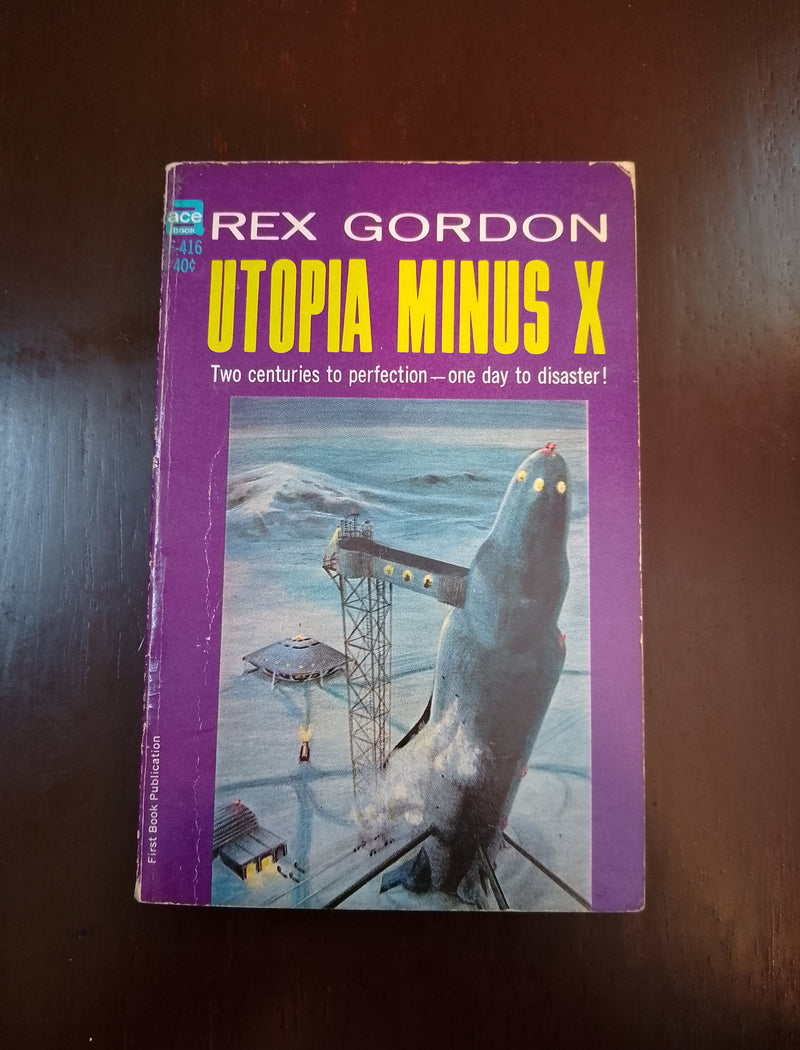 ace
BOOK
REX GORDON
-416
40¢
UTOPIA MINUS X
Two centuries to perfection—one day to disaster!
First Book Publication